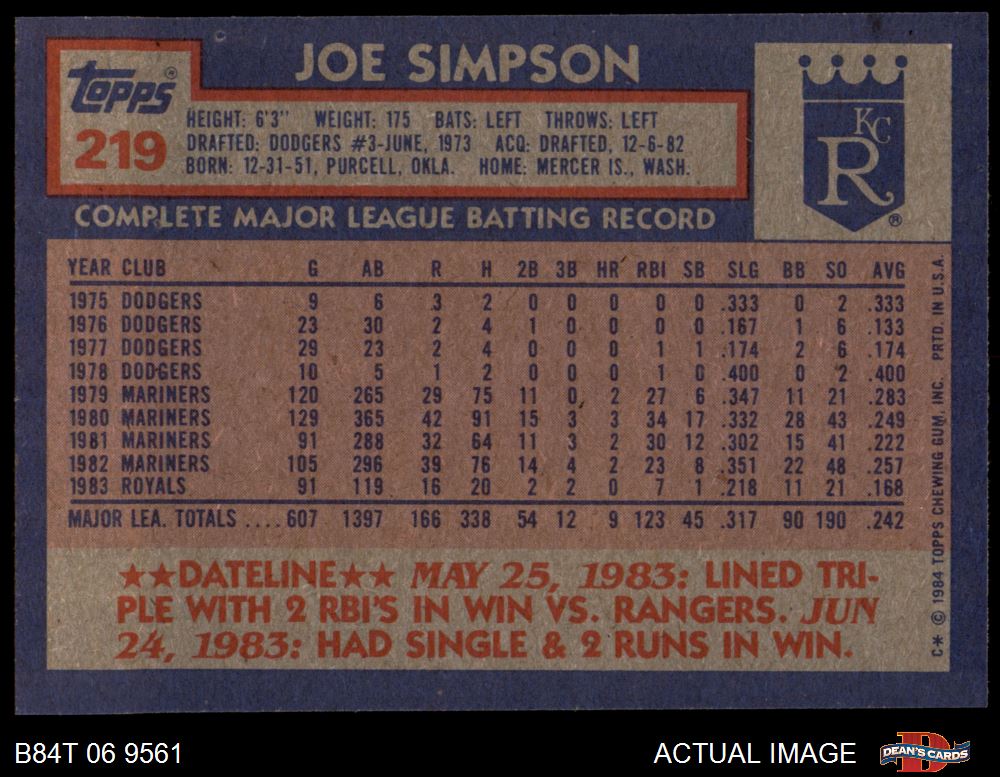 JOE SIMPSON
TOPPS®
219
HEIGHT: 6'3" WEIGHT: 175 BATS: LEFT THROWS: LEFT
DRAFTED: DODGERS #3-JUNE, 1973 ACQ: DRAFTED, 12-6-82
BORN: 12-31-51, PURCELL, OKLA. HOME: MERCER IS., WASH.
KC
R
®
COMPLETE MAJOR LEAGUE BATTING RECORD
YEAR CLUB G AB R H 2B 3B HR RBI SB SLG BB SO AVG
1975 DODGERS 9 6 3 2 0 0 0 0 0 .333 0 2 .333
1976 DODGERS 23 30 2 4 1 0 0 0 0 .167 1 6 .133
1977 DODGERS 29 23 2 4 0 0 0 1 1 .174 2 6 .174
1978 DODGERS 10 5 1 2 0 0 0 1 0 .400 0 2 .400
1979 MARINERS 120 265 29 75 11 0 2 27 6 .347 11 21 .283
1980 MARINERS 129 365 42 91 15 3 3 34 17 .332 28 43 .249
1981 MARINERS 91 288 32 64 11 3 2 30 12 .302 15 41 .222
1982 MARINERS 105 296 39 76 14 4 2 23 8 .351 22 48 .257
1983 ROYALS 91 119 16 20 2 2 0 7 1 .218 11 21 .168
MAJOR LEA. TOTALS .... 607 1397 166 338 54 12 9 123 45 .317 90 190 .242
★★DATELINE★★ MAY 25, 1983: LINED TRI-
PLE WITH 2 RBI'S IN WIN VS. RANGERS. JUN
24, 1983: HAD SINGLE & 2 RUNS IN WIN.
C* © 1984 TOPPS CHEWING GUM, INC. PRTD. IN U.S.A.
B84T 06 9561
ACTUAL IMAGE
DEAN'S CARDS